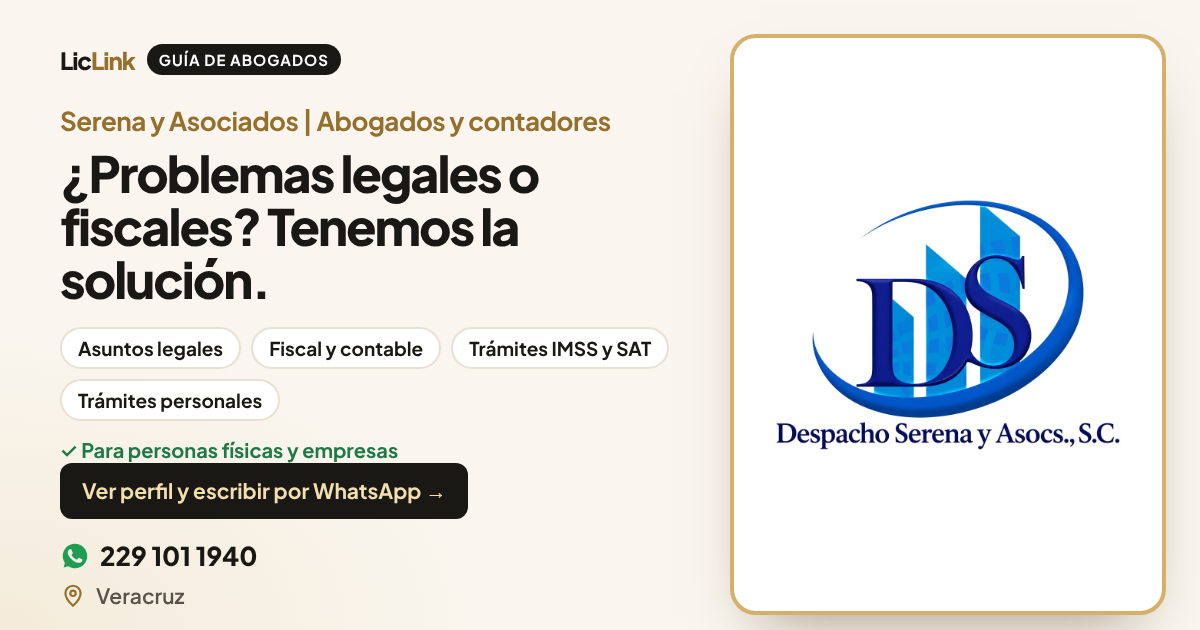 LicLink GUÍA DE ABOGADOS
Serena y Asociados | Abogados y contadores
¿Problemas legales o
fiscales? Tenemos la
solución.
Asuntos legales
Fiscal y contable
Trámites IMSS y SAT
Trámites personales
✓ Para personas físicas y empresas
Ver perfil y escribir por WhatsApp →
229 101 1940
Veracruz
DS
Despacho Serena y Asocs., S.C.